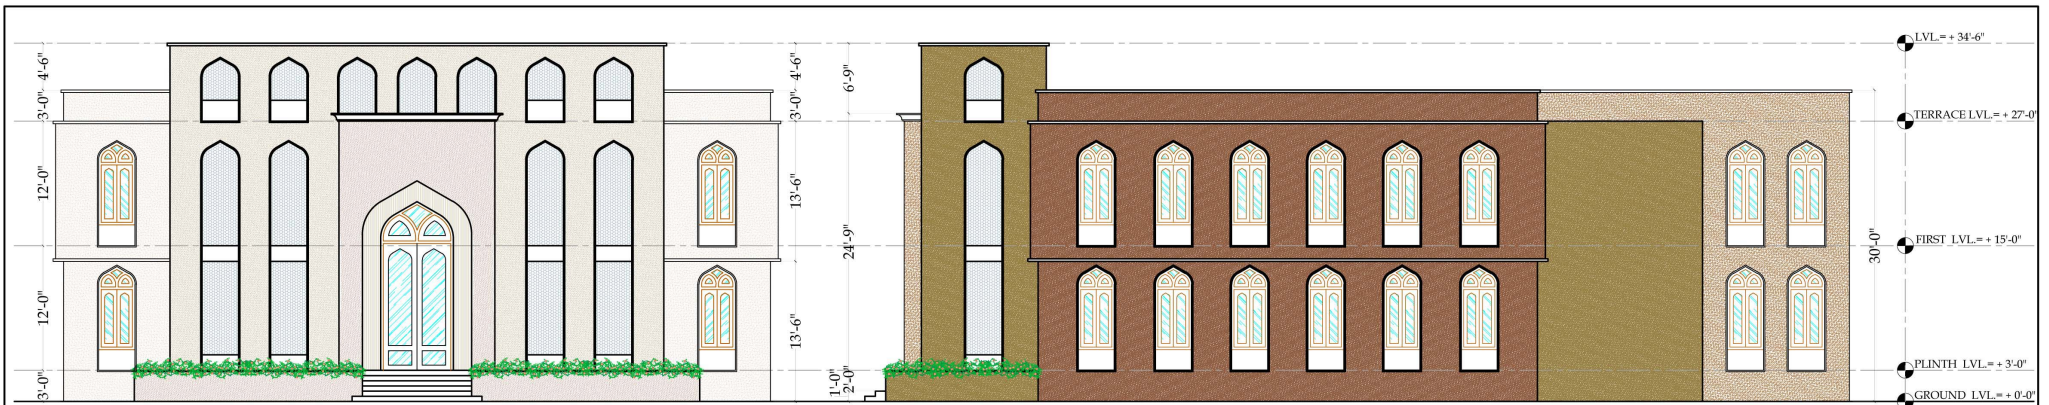 4'-6"
3'-0"
12'-0"
12'-0"
3'-0"
4'-6"
3'-0"
13'-6"
13'-6"
6'-9"
24'-9"
1'-0"
2'-0"
30'-0"
LVL.= + 34'-6"
TERRACE LVL.= + 27'-0"
FIRST LVL.= + 15'-0"
PLINTH LVL.= + 3'-0"
GROUND LVL.= + 0'-0"